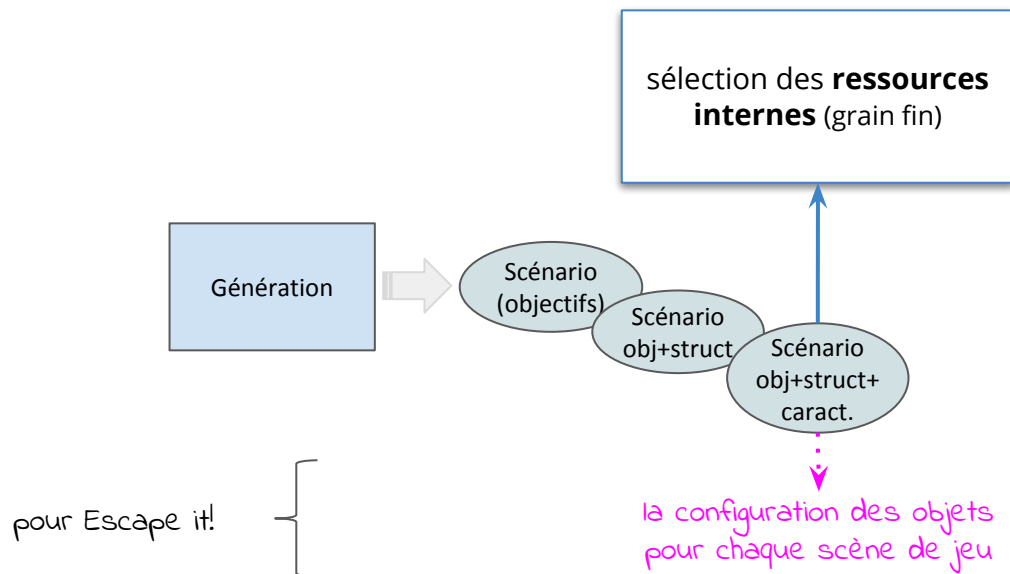 sélection des ressources
internes (grain fin)
Génération
Scénario
(objectifs)
Scénario
obj+struct
Scénario
obj+struct+
caract.
pour Escape it!
la configuration des objets
pour chaque scène de jeu